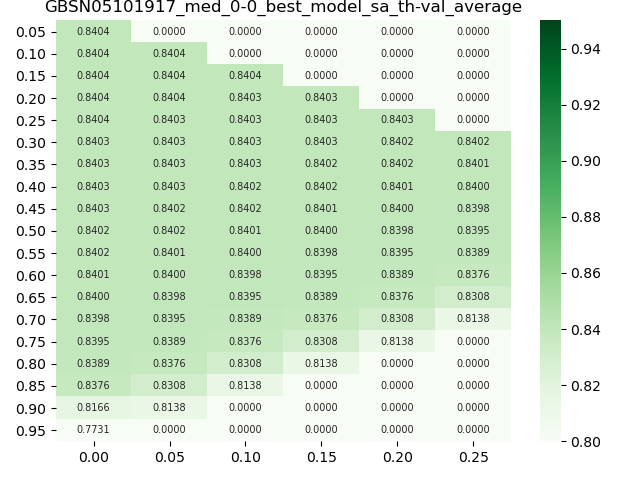 GBSN05101917_med_0-0_best_model_sa_th-val_average
0.05 0.8404 0.0000 0.0000 0.0000 0.0000 0.0000
0.10 0.8404 0.8404 0.0000 0.0000 0.0000 0.0000
0.15 0.8404 0.8404 0.8404 0.0000 0.0000 0.0000
0.20 0.8404 0.8404 0.8403 0.8403 0.0000 0.0000
0.25 0.8404 0.8403 0.8403 0.8403 0.8403 0.0000
0.30 0.8403 0.8403 0.8403 0.8403 0.8402 0.8402
0.35 0.8403 0.8403 0.8403 0.8402 0.8402 0.8401
0.40 0.8403 0.8403 0.8402 0.8402 0.8401 0.8400
0.45 0.8403 0.8402 0.8402 0.8401 0.8400 0.8398
0.50 0.8402 0.8402 0.8401 0.8400 0.8398 0.8395
0.55 0.8402 0.8401 0.8400 0.8398 0.8395 0.8389
0.60 0.8401 0.8400 0.8398 0.8395 0.8389 0.8376
0.65 0.8400 0.8398 0.8395 0.8389 0.8376 0.8308
0.70 0.8398 0.8395 0.8389 0.8376 0.8308 0.8138
0.75 0.8395 0.8389 0.8376 0.8308 0.8138 0.0000
0.80 0.8389 0.8376 0.8308 0.8138 0.0000 0.0000
0.85 0.8376 0.8308 0.8138 0.0000 0.0000 0.0000
0.90 0.8166 0.8138 0.0000 0.0000 0.0000 0.0000
0.95 0.7731 0.0000 0.0000 0.0000 0.0000 0.0000
0.00 0.05 0.10 0.15 0.20 0.25
0.94
0.92
0.90
0.88
0.86
0.84
0.82
0.80